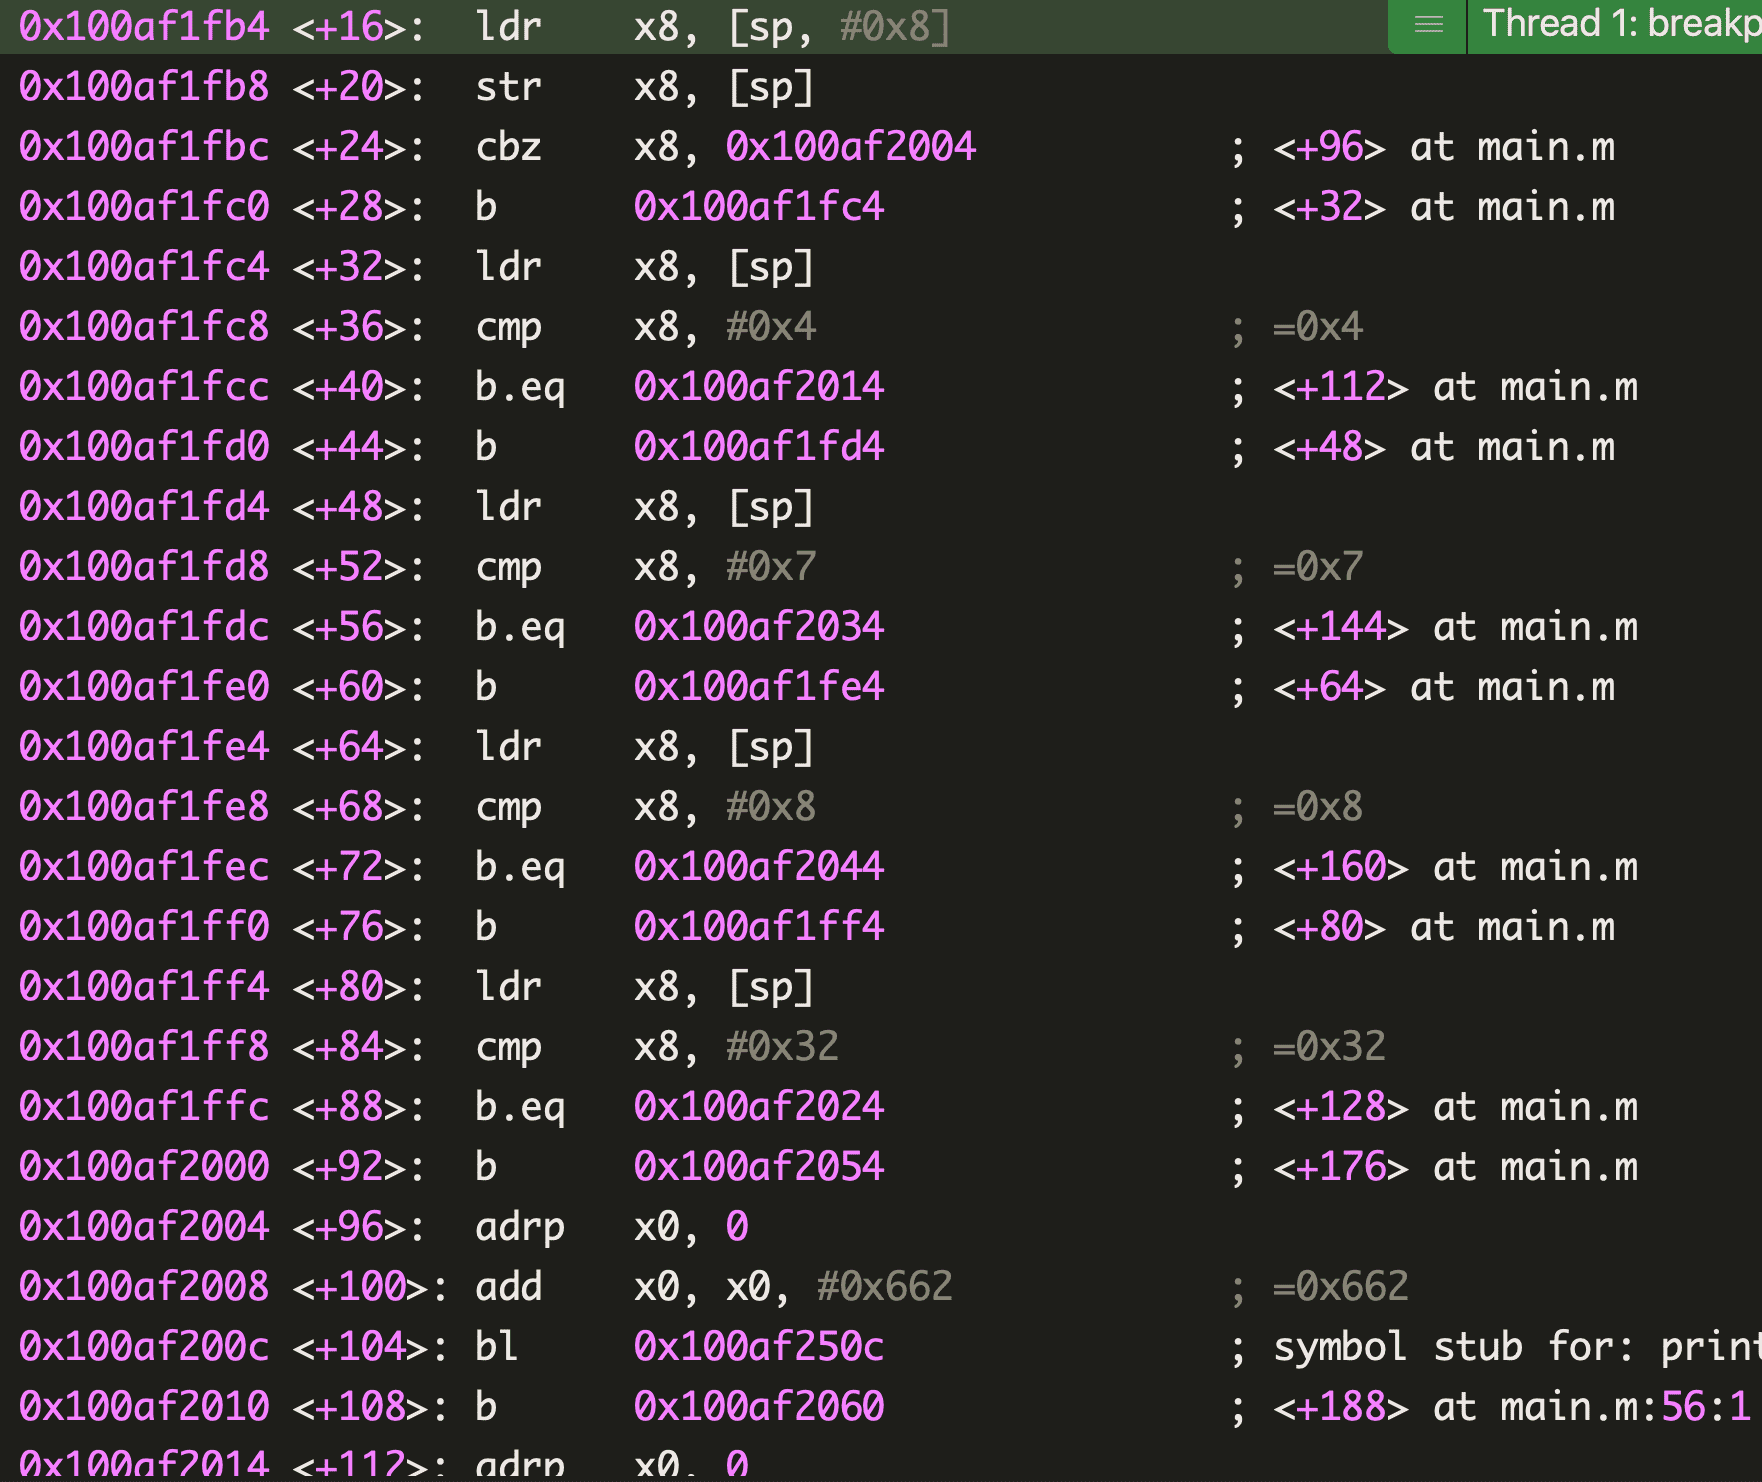 0x100af1fb4 <+16>:  ldr    x8, [sp, #0x8]    Thread 1:
0x100af1fb8 <+20>:  str    x8, [sp]
0x100af1fbc <+24>:  cbz    x8, 0x100af2004    ; <+96> at main.m
0x100af1fc0 <+28>:  b      0x100af1fc4    ; <+32> at main.m
0x100af1fc4 <+32>:  ldr    x8, [sp]
0x100af1fc8 <+36>:  cmp    x8, #0x4    ; =0x4
0x100af1fcc <+40>:  b.eq   0x100af2014    ; <+112> at main.m
0x100af1fd0 <+44>:  b      0x100af1fd4    ; <+48> at main.m
0x100af1fd4 <+48>:  ldr    x8, [sp]
0x100af1fd8 <+52>:  cmp    x8, #0x7    ; =0x7
0x100af1fdc <+56>:  b.eq   0x100af2034    ; <+144> at main.m
0x100af1fe0 <+60>:  b      0x100af1fe4    ; <+64> at main.m
0x100af1fe4 <+64>:  ldr    x8, [sp]
0x100af1fe8 <+68>:  cmp    x8, #0x8    ; =0x8
0x100af1fec <+72>:  b.eq   0x100af2044    ; <+160> at main.m
0x100af1ff0 <+76>:  b      0x100af1ff4    ; <+80> at main.m
0x100af1ff4 <+80>:  ldr    x8, [sp]
0x100af1ff8 <+84>:  cmp    x8, #0x32    ; =0x32
0x100af1ffc <+88>:  b.eq   0x100af2024    ; <+128> at main.m
0x100af2000 <+92>:  b      0x100af2054    ; <+176> at main.m
0x100af2004 <+96>:  adrp   x0, 0
0x100af2008 <+100>: add    x0, x0, #0x662    ; =0x662
0x100af200c <+104>: bl     0x100af250c    ; symbol stub for: print
0x100af2010 <+108>: b      0x100af2060    ; <+188> at main.m:56:1
0x100af2014 <+112>: adrp   x0, 0